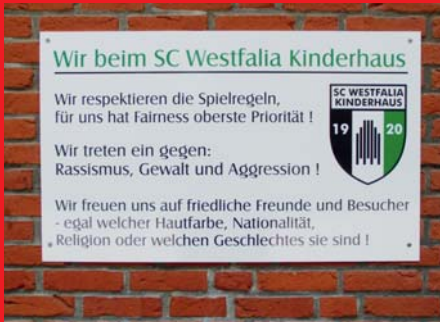 Wir beim SC Westfalia Kinderhaus
Wir respektieren die Spielregeln,
für uns hat Fairness oberste Priorität !
Wir treten ein gegen:
Rassismus, Gewalt und Aggression !
Wir freuen uns auf friedliche Freunde und Besucher
- egal welcher Hautfarbe, Nationalität,
Religion oder welchen Geschlechtes sie sind !
SC WESTFALIA
KINDERHAUS
19 20